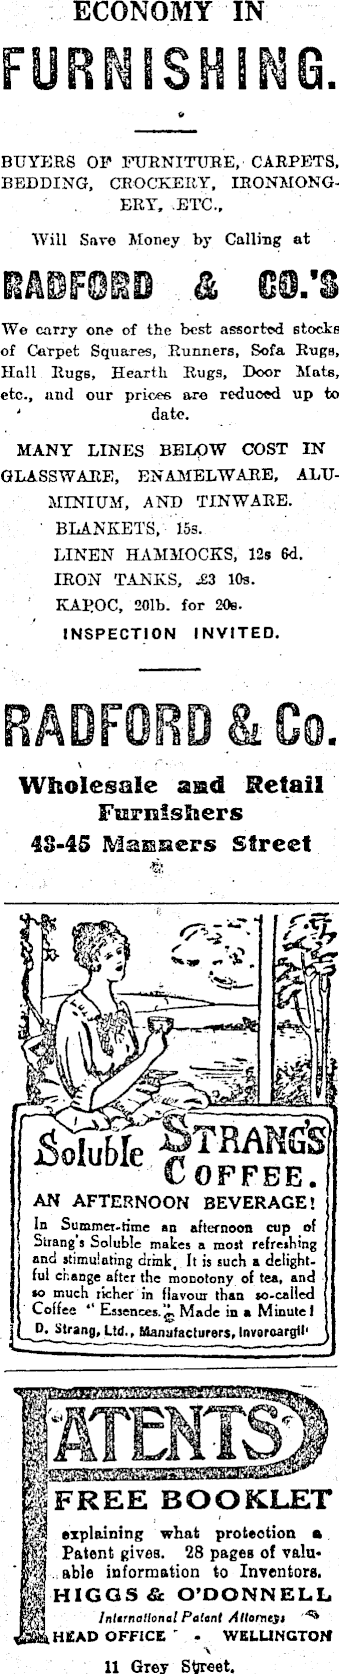 ECONOMY IN
FURNISHING.
BUYERS OF FURNITURE, CARPETS,
BEDDING, CROCKERY, IRONMONG-
ERY, ETC.,
Will Save Money by Calling at
RADFORD & CO.'S
We carry one of the best assorted stocks
of Carpet Squares, Runners, Sofa Rugs,
Hall Rugs, Hearth Rugs, Door Mats,
etc., and our prices are reduced up to
date.
MANY LINES BELOW COST IN
GLASSWARE, ENAMELWARE, ALU-
MINIUM, AND TINWARE.
BLANKETS, 15s.
LINEN HAMMOCKS, 12s 6d.
IRON TANKS, £3 10s.
KAPOC, 20lb. for 20s.
INSPECTION INVITED.
RADFORD & Co.
Wholesale and Retail
Furnishers
43-45 Manners Street
Soluble STRANG'S
COFFEE.
AN AFTERNOON BEVERAGE!
In Summer-time an afternoon cup of
Strang's Soluble makes a most refreshing
and stimulating drink. It is such a delight-
ful change after the monotony of tea, and
so much richer in flavour than so-called
Coffee "Essences." Made in a Minute!
D. Strang, Ltd., Manufacturers, Invercargill
PATENTS
FREE BOOKLET
explaining what protection a
Patent gives. 28 pages of valu-
able information to Inventors.
HIGGS & O'DONNELL
International Patent Attorneys
HEAD OFFICE - WELLINGTON
11 Grey Street.